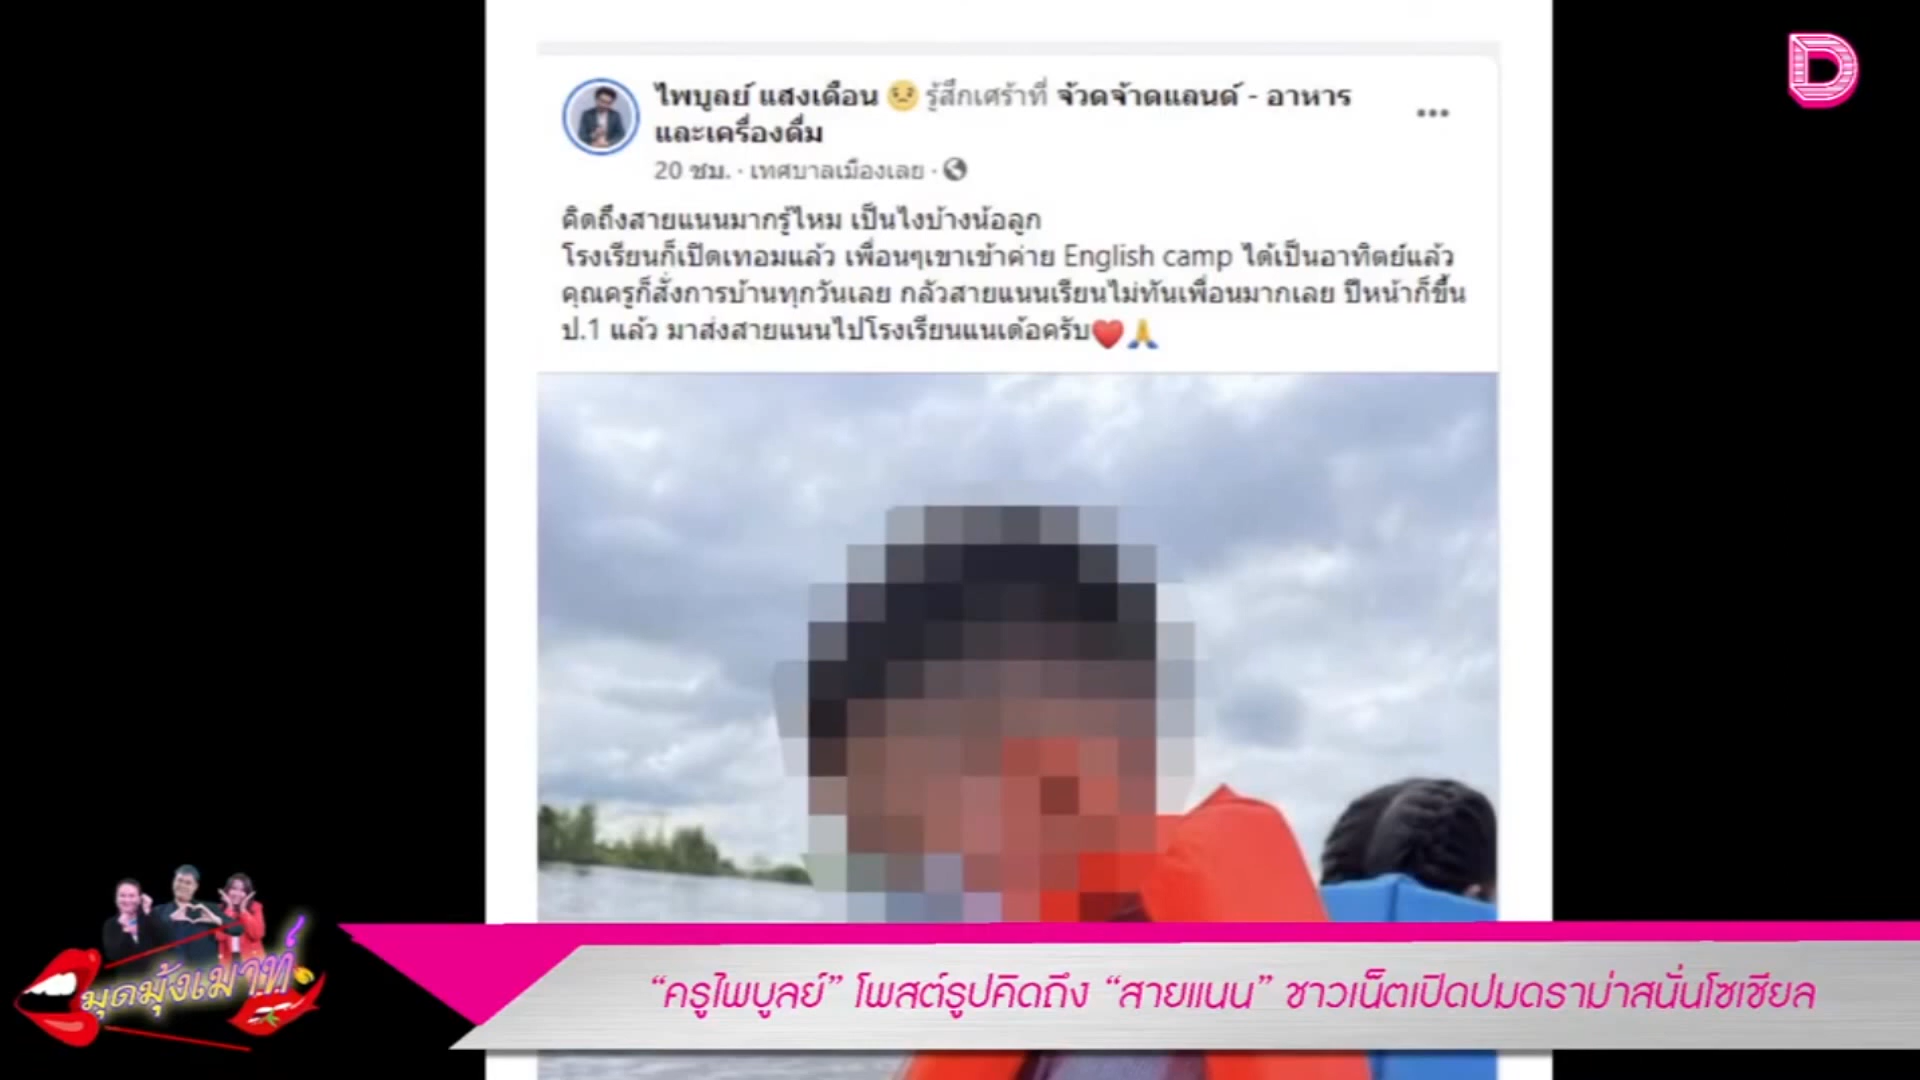 ไพบูลย์ แสงเดือน 😟 รู้สึกเศร้าที่ จ้วดจ้าดแลนด์ - อาหาร
และเครื่องดื่ม
20 ชม. · เทศบาลเมืองเลย ·
คิดถึงสายแนนมากรู้ไหม เป็นไงบ้างน้อลูก
โรงเรียนก็เปิดเทอมแล้ว เพื่อนๆเขาเข้าค่าย English camp ได้เป็นอาทิตย์แล้ว
คุณครูก็สั่งการบ้านทุกวันเลย กลัวสายแนนเรียนไม่ทันเพื่อนมากเลย ปีหน้าก็ขึ้น
ป.1 แล้ว มาส่งสายแนนไปโรงเรียนแนเด้อครับ❤️🙏
D
มุดมุ้งเมาท์
“ครูไพบูลย์” โพสต์รูปคิดถึง “สายแนน” ชาวเน็ตเปิดปมดราม่าสนั่นโซเชียล